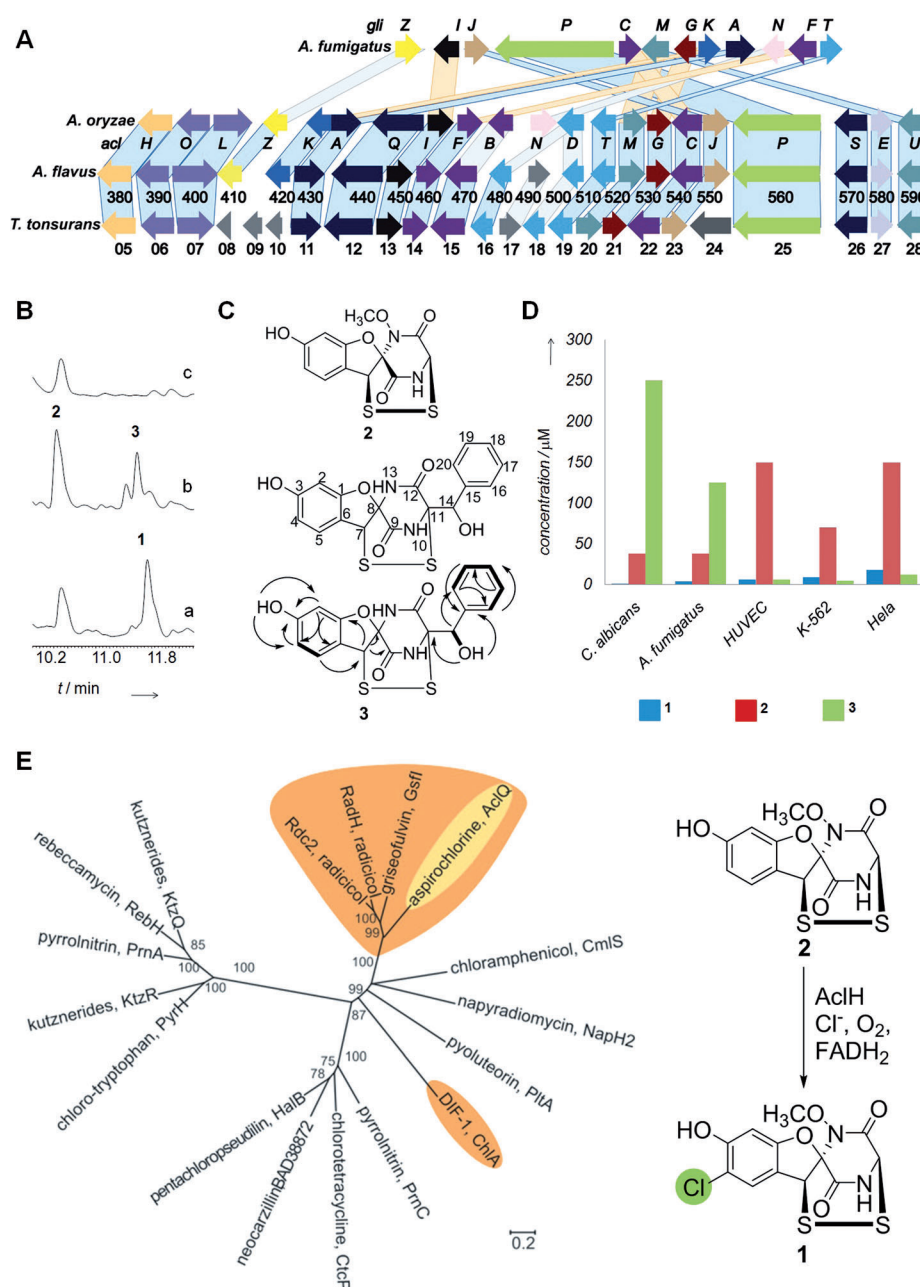 A
Z I J P C M G K A N F T
A. fumigatus gli
A. oryzae
acl H O L Z K A Q I F B N D T M G C J P S E U
A. flavus
380 390 400 410 420 430 440 450 460 470 480 490 500 510 520 530 540 550 560 570 580 590
T. tonsurans
05 06 07 08 09 10 11 12 13 14 15 16 17 18 19 20 21 22 23 24 25 26 27 28
B
c
2
3
b
1
a
10.2 11.0 11.8
t / min
C
H₃CO
HO O N O
O NH
S S
2
19 18
20 17
15 16
HO 3 2 1 O 13 NH O
12 14
4 5 6 7 8 9 11 OH
O NH
10
S S
HO O NH O
O NH OH
S S
3
D
300
250
200
150
100
50
0
concentration / µM
C. albicans
A. fumigatus
HUVEC
K-562
Hela
1 2 3
E
kutznerides, KtzQ
rebeccamycin, RebH
pyrrolnitrin, PrnA
kutznerides, KtzR
chloro-tryptophan, PyrH
85
100
100
100
Rdc2, radicicol
RadH, radicicol
griseofulvin, GsfI
aspirochlorine, AclQ
100
99
100
99
87
chloramphenicol, CmlS
napyradiomycin, NapH2
pyoluteorin, PltA
DIF-1, ChlA
75
78
100
pentachloropseudilin, HalB
neocarzillinBAD38872
chlorotetracycline, CtcP
pyrrolnitrin, PrnC
0.2
H₃CO
HO O N O
O NH
S S
2
AclH
Cl⁻, O₂,
FADH₂
H₃CO
HO O N O
Cl
O NH
S S
1